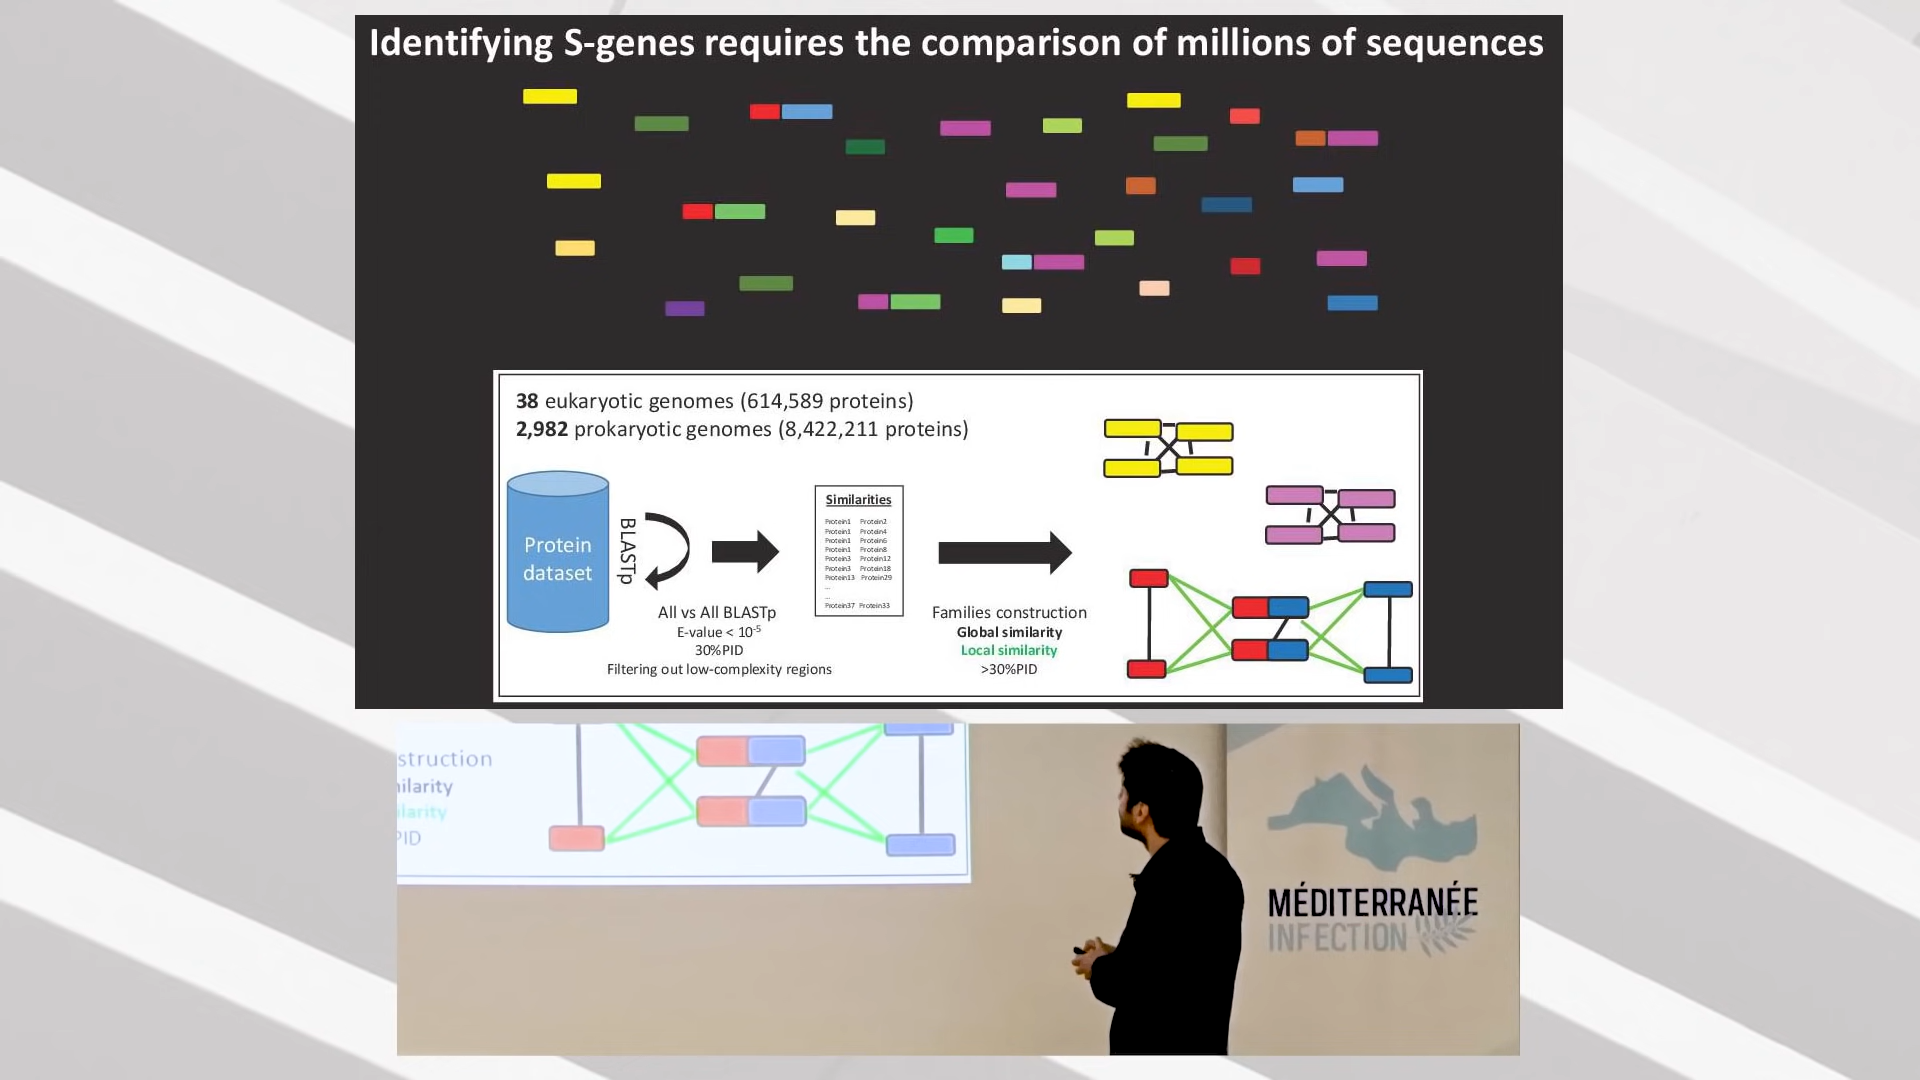 Identifying S-genes requires the comparison of millions of sequences
38 eukaryotic genomes (614,589 proteins)
2,982 prokaryotic genomes (8,422,211 proteins)
Protein
dataset
BLASTp
All vs All BLASTp
E-value < 10⁻⁵
30%PID
Filtering out low-complexity regions
Similarities
Protein1 Protein2
Protein1 Protein4
Protein1 Protein6
Protein1 Protein8
Protein3 Protein12
Protein3 Protein18
Protein13 Protein29
...
...
Protein37 Protein33
Families construction
Global similarity
Local similarity
>30%PID
struction
ilarity
ilarity
PID
MÉDITERRANÉE
INFECTION